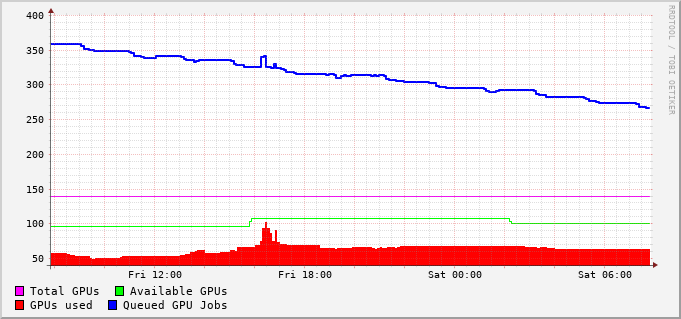 400
350
300
250
200
150
100
50
Fri 12:00 Fri 18:00 Sat 00:00 Sat 06:00
Total GPUs Available GPUs
GPUs used Queued GPU Jobs
RRDTOOL / TOBI OETIKER